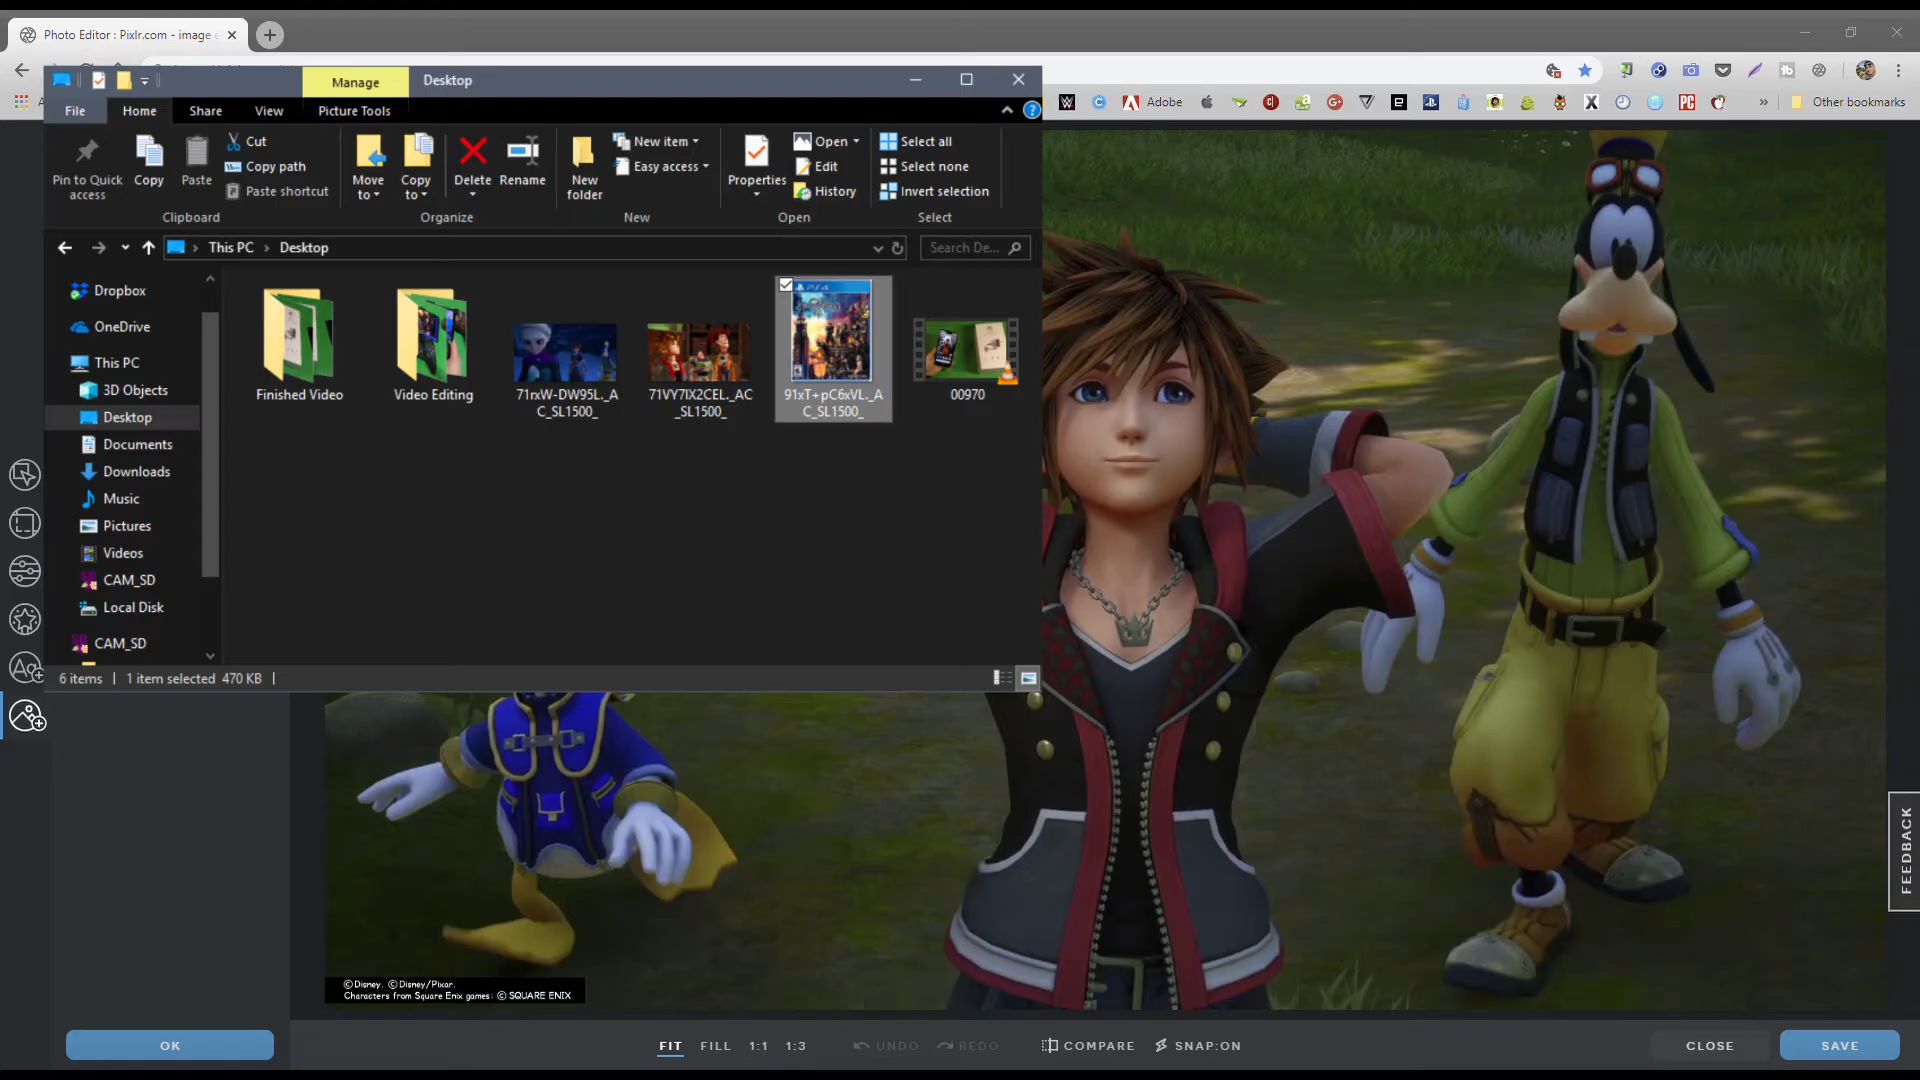 Photo Editor : Pixlr.com - image e
Adobe
Other bookmarks
Manage
Desktop
File
Home
Share
View
Picture Tools
Pin to Quick access
Copy
Paste
Cut
Copy path
Paste shortcut
Clipboard
Move to
Copy to
Delete
Rename
Organize
New folder
New item
Easy access
New
Properties
Open
Edit
History
Open
Select all
Select none
Invert selection
Select
This PC
Desktop
Search De...
Dropbox
OneDrive
This PC
3D Objects
Desktop
Documents
Downloads
Music
Pictures
Videos
CAM_SD
Local Disk
CAM_SD
Finished Video
Video Editing
71rxW-DW95L._A
C_SL1500_
71VY7IX2CEL._AC
_SL1500_
91xT+pC6xVL._A
C_SL1500_
00970
6 items
1 item selected 470 KB
©Disney. ©Disney/Pixar.
Characters from Square Enix games: © SQUARE ENIX
FEEDBACK
OK
FIT
FILL
1:1
1:3
UNDO
REDO
COMPARE
SNAP:ON
CLOSE
SAVE